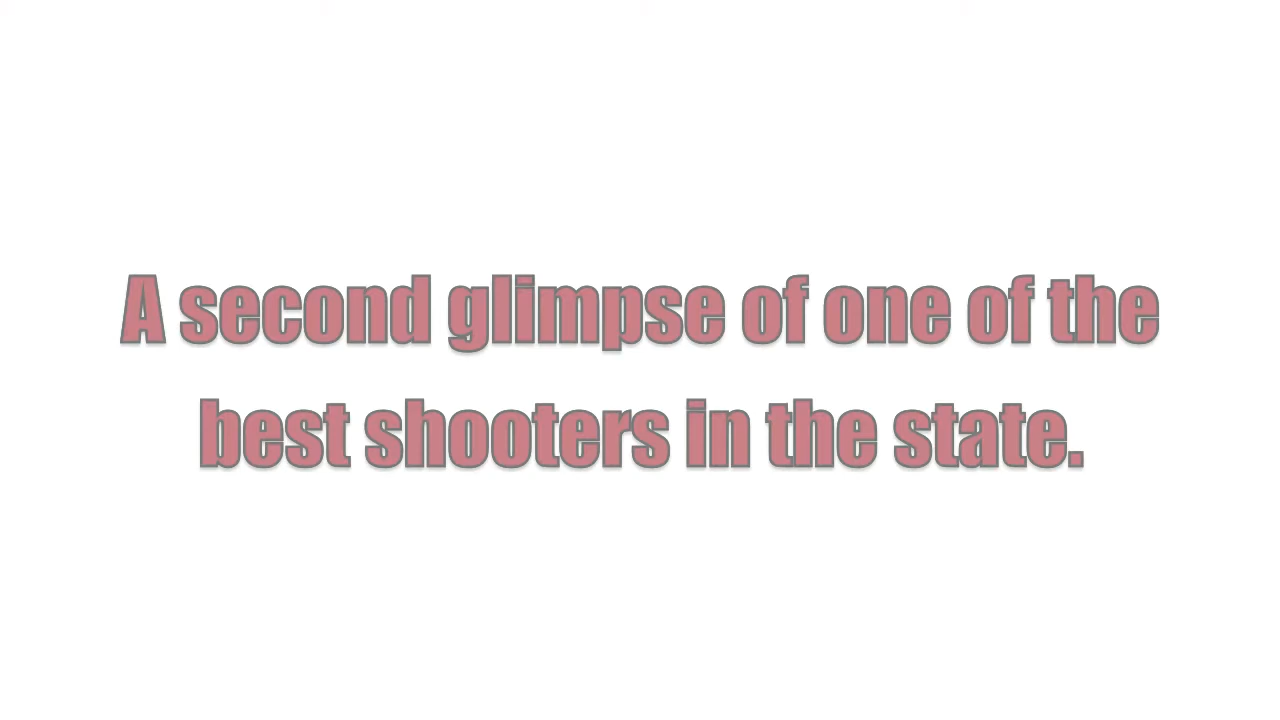 A second glimpse of one of the
best shooters in the state.